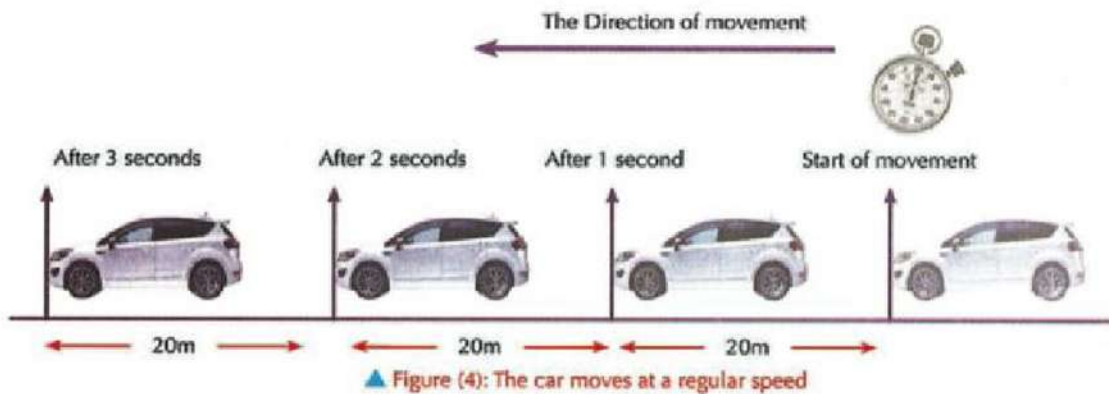 The Direction of movement
After 3 seconds After 2 seconds After 1 second Start of movement
20m 20m 20m
▲ Figure (4): The car moves at a regular speed